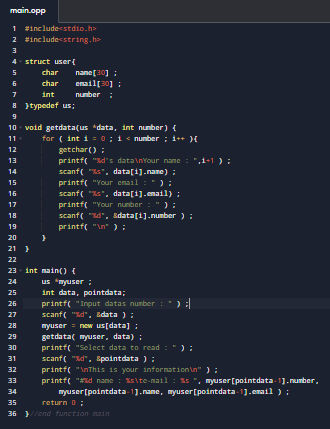 main.cpp
1 #include<stdio.h>
2 #include<string.h>
3
4 struct user{
5 char name[30] ;
6 char email[30] ;
7 int number ;
8 }typedef us;
9
10 void getdata(us *data, int number) {
11 for ( int i = 0 ; i < number ; i++ ){
12 getchar() ;
13 printf( "%d's data\nYour name : ",i+1 ) ;
14 scanf( "%s", data[i].name) ;
15 printf( "Your email : " ) ;
16 scanf( "%s", data[i].email) ;
17 printf( "Your number : " ) ;
18 scanf( "%d", &data[i].number ) ;
19 printf( "\n" ) ;
20 }
21 }
22
23 int main() {
24 us *myuser ;
25 int data, pointdata;
26 printf( "Input datas number : " ) ;
27 scanf( "%d", &data ) ;
28 myuser = new us[data] ;
29 getdata( myuser, data) ;
30 printf( "Select data to read : " ) ;
31 scanf( "%d", &pointdata ) ;
32 printf( "\nThis is your information\n" ) ;
33 printf( "#%d name : %s\te-mail : %s ", myuser[pointdata-1].number,
34 myuser[pointdata-1].name, myuser[pointdata-1].email ) ;
35 return 0 ;
36 }//end function main